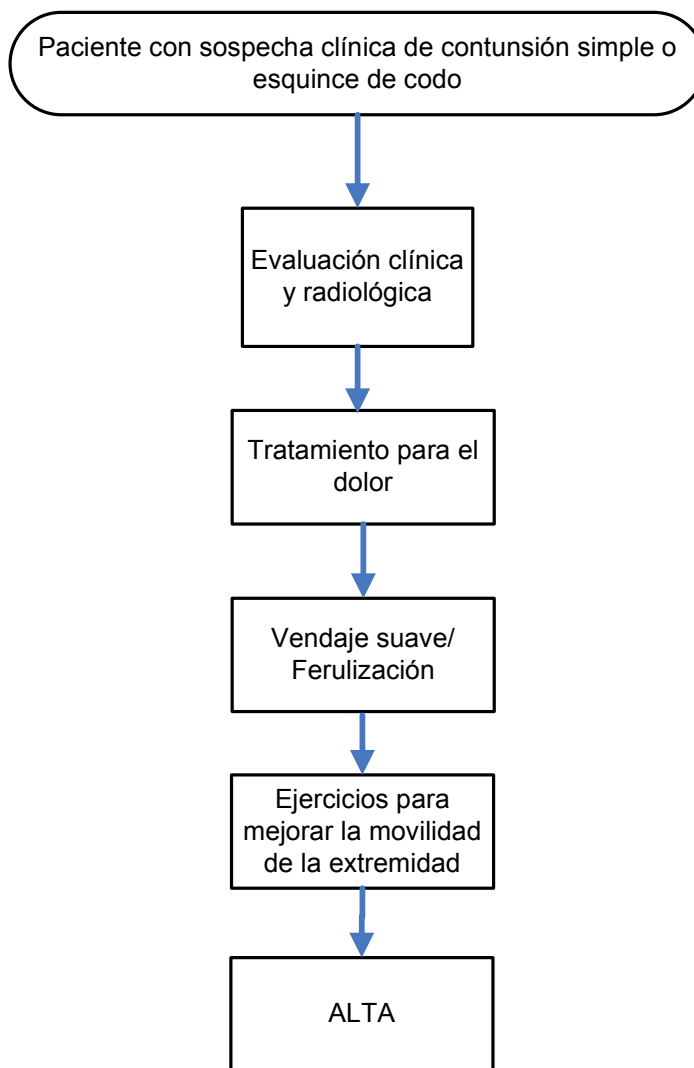 Paciente con sospecha clínica de contunsión simple o
esquince de codo
Evaluación clínica
y radiológica
Tratamiento para el
dolor
Vendaje suave/
Ferulización
Ejercicios para
mejorar la movilidad
de la extremidad
ALTA